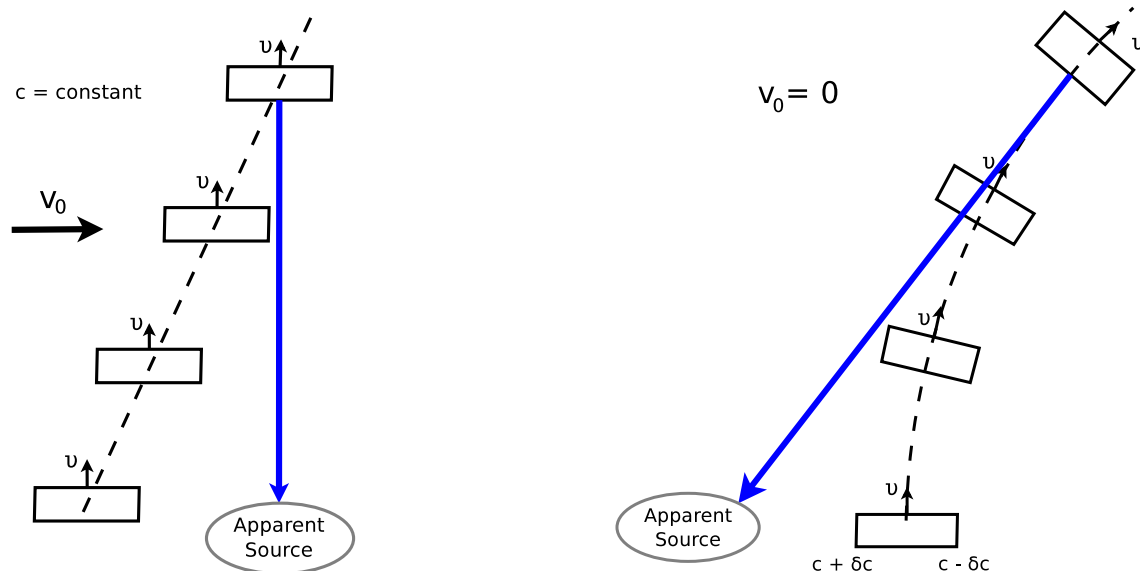 υ
c = constant
υ
v₀
υ
υ
Apparent
Source
υ
v₀= 0
υ
υ
υ
Apparent
Source
c + δc
c - δc